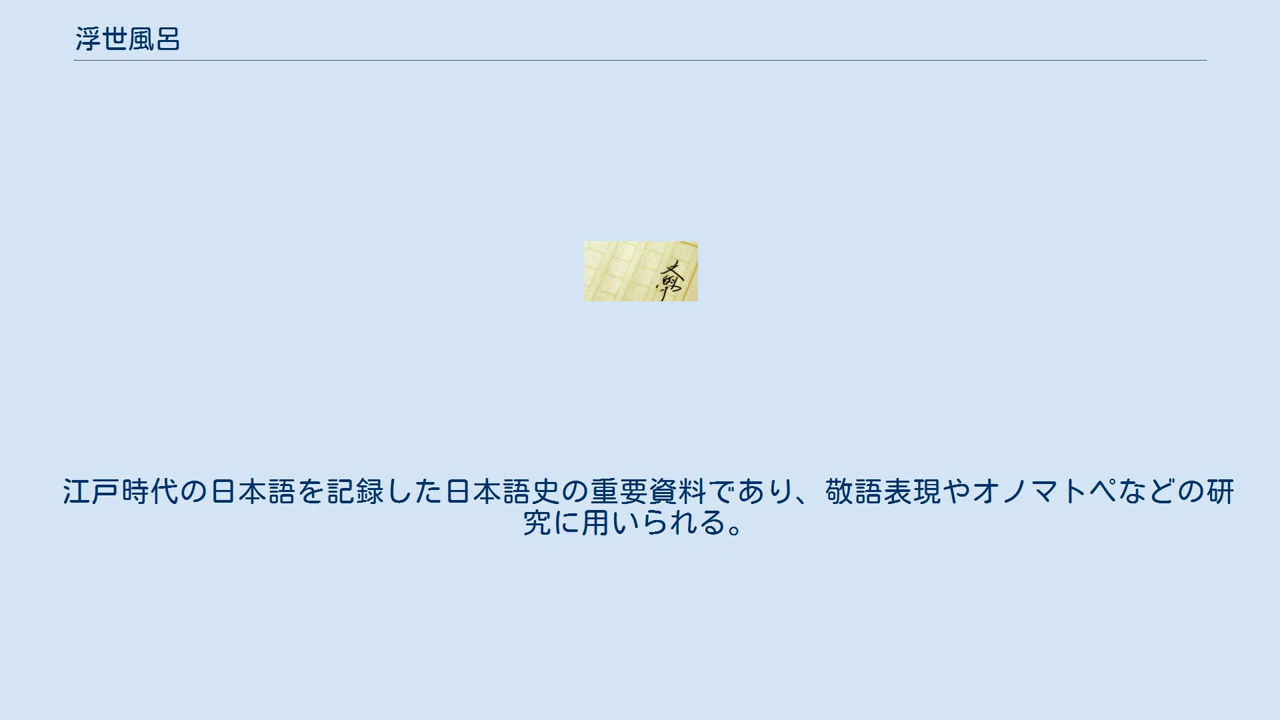 浮世風呂
江戸時代の日本語を記録した日本語史の重要資料であり、敬語表現やオノマトペなどの研
究に用いられる。